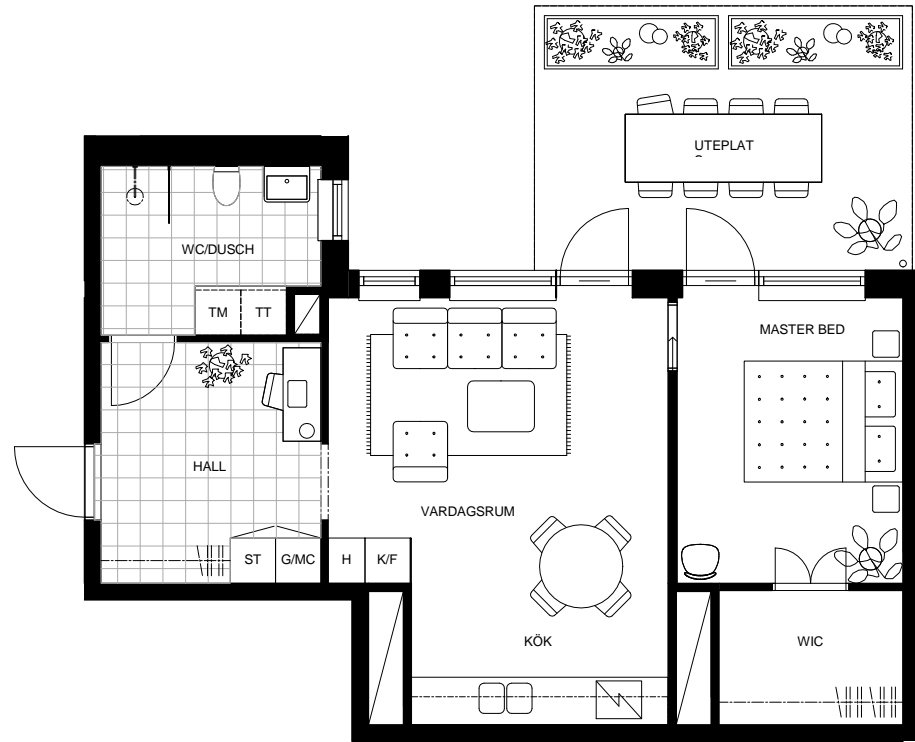 UTEPLAT
WC/DUSCH
TM TT
MASTER BED
HALL
VARDAGSRUM
ST G/MC H K/F
KÖK
WIC